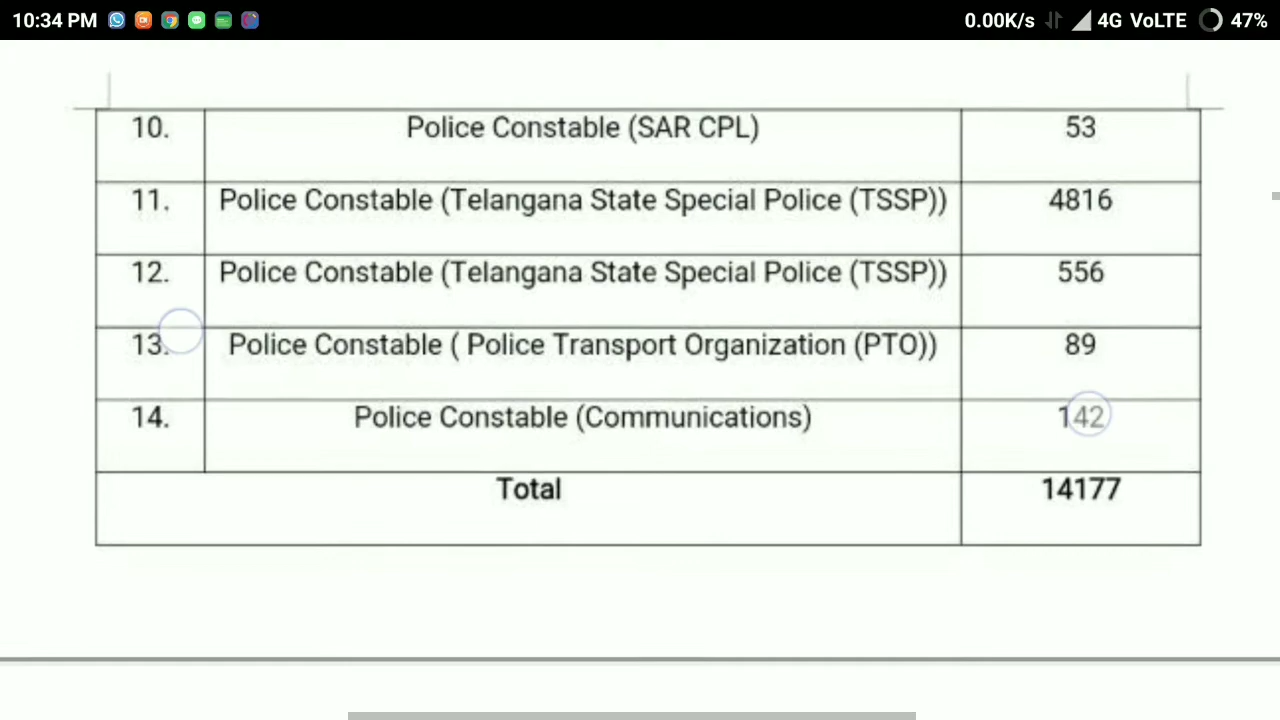 10:34 PM 0.00K/s 4G VoLTE 47%
10. Police Constable (SAR CPL) 53
11. Police Constable (Telangana State Special Police (TSSP)) 4816
12. Police Constable (Telangana State Special Police (TSSP)) 556
13. Police Constable ( Police Transport Organization (PTO)) 89
14. Police Constable (Communications) 142
Total 14177